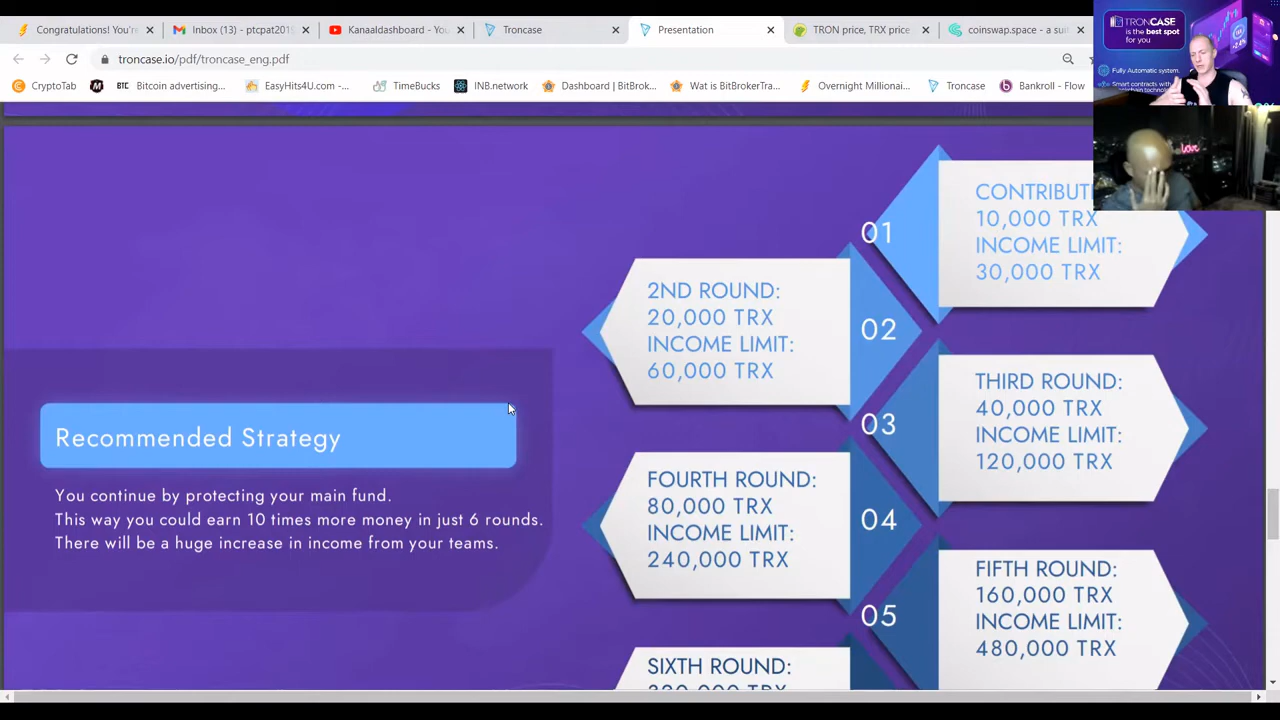 Congratulations! You're
Inbox (13) - ptcpat2019
Kanaaldashboard - You
Troncase
Presentation
TRON price, TRX price
coinswap.space - a su
troncase.io/pdf/troncase_eng.pdf
CryptoTab
BTC
Bitcoin advertising...
EasyHits4U.com -...
TimeBucks
INB.network
Dashboard | BitBrok...
Wat is BitBrokerTra...
Overnight Millionai...
Troncase
Bankroll - Flow
TRONCASE
is the best spot
for you
Fully Automatic system.
love
01
CONTRIBUT
10,000 TRX
INCOME LIMIT:
30,000 TRX
2ND ROUND:
20,000 TRX
INCOME LIMIT:
60,000 TRX
02
03
THIRD ROUND:
40,000 TRX
INCOME LIMIT:
120,000 TRX
Recommended Strategy
You continue by protecting your main fund.
This way you could earn 10 times more money in just 6 rounds.
There will be a huge increase in income from your teams.
FOURTH ROUND:
80,000 TRX
INCOME LIMIT:
240,000 TRX
04
05
FIFTH ROUND:
160,000 TRX
INCOME LIMIT:
480,000 TRX
SIXTH ROUND: